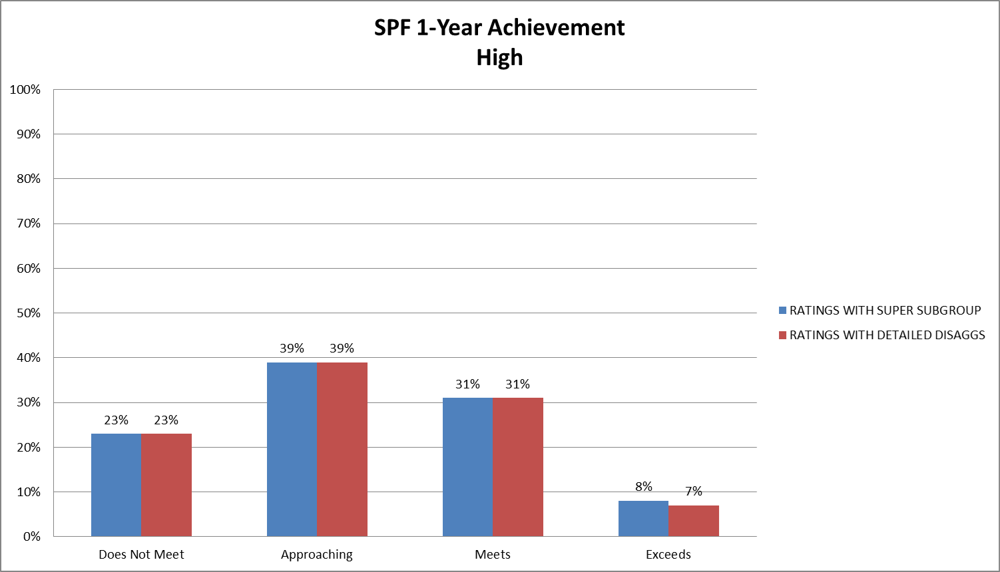 SPF 1-Year Achievement
High
100%
90%
80%
70%
60%
50%
40%
30%
20%
10%
0%
23%
23%
39%
39%
31%
31%
8%
7%
Does Not Meet
Approaching
Meets
Exceeds
RATINGS WITH SUPER SUBGROUP
RATINGS WITH DETAILED DISAGGS